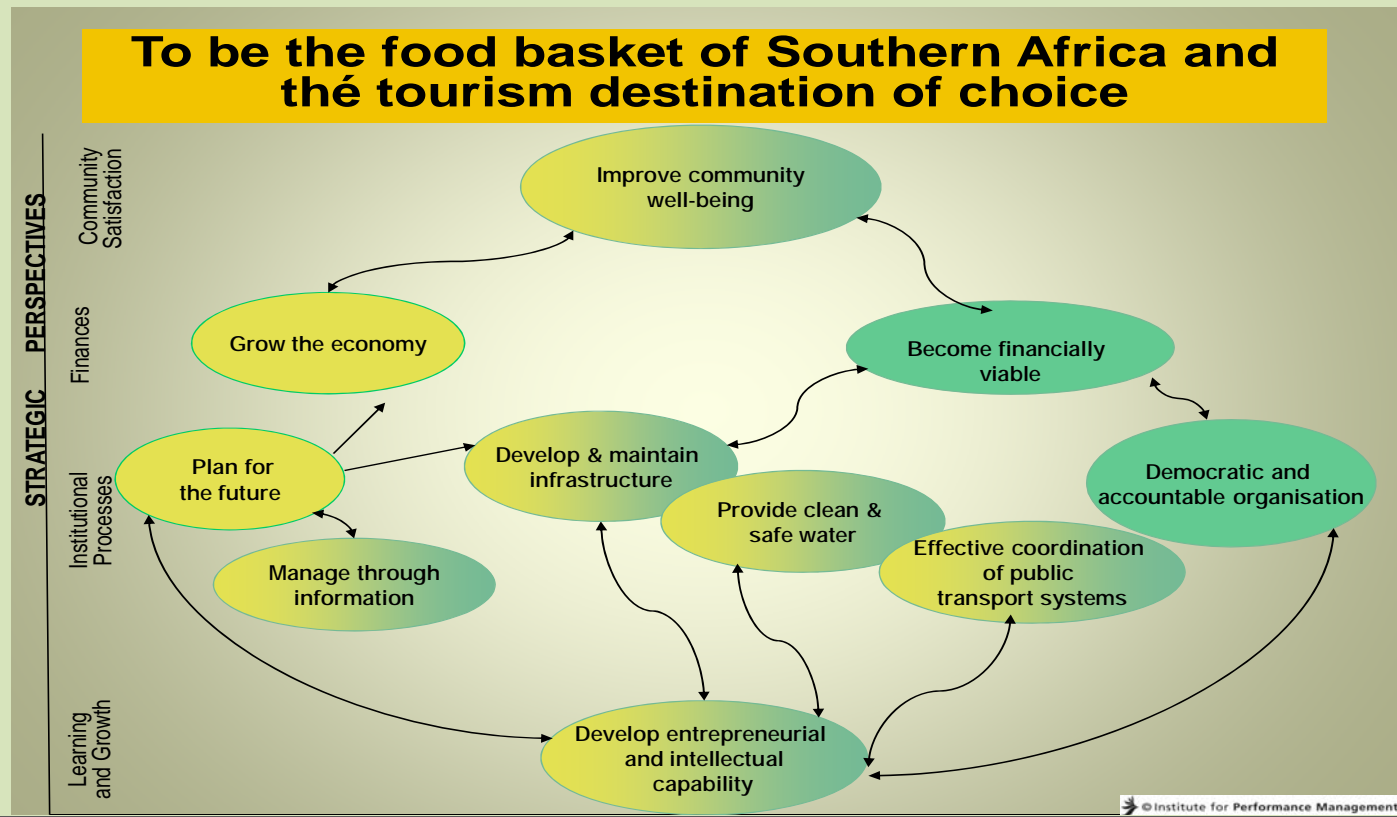 To be the food basket of Southern Africa and
thé tourism destination of choice
STRATEGIC PERSPECTIVES
Community
Satisfaction
Finances
Institutional
Processes
Learning
and Growth
Improve community
well-being
Grow the economy
Become financially
viable
Plan for
the future
Develop & maintain
infrastructure
Provide clean &
safe water
Democratic and
accountable organisation
Manage through
information
Effective coordination
of public
transport systems
Develop entrepreneurial
and intellectual
capability
© Institute for Performance Management